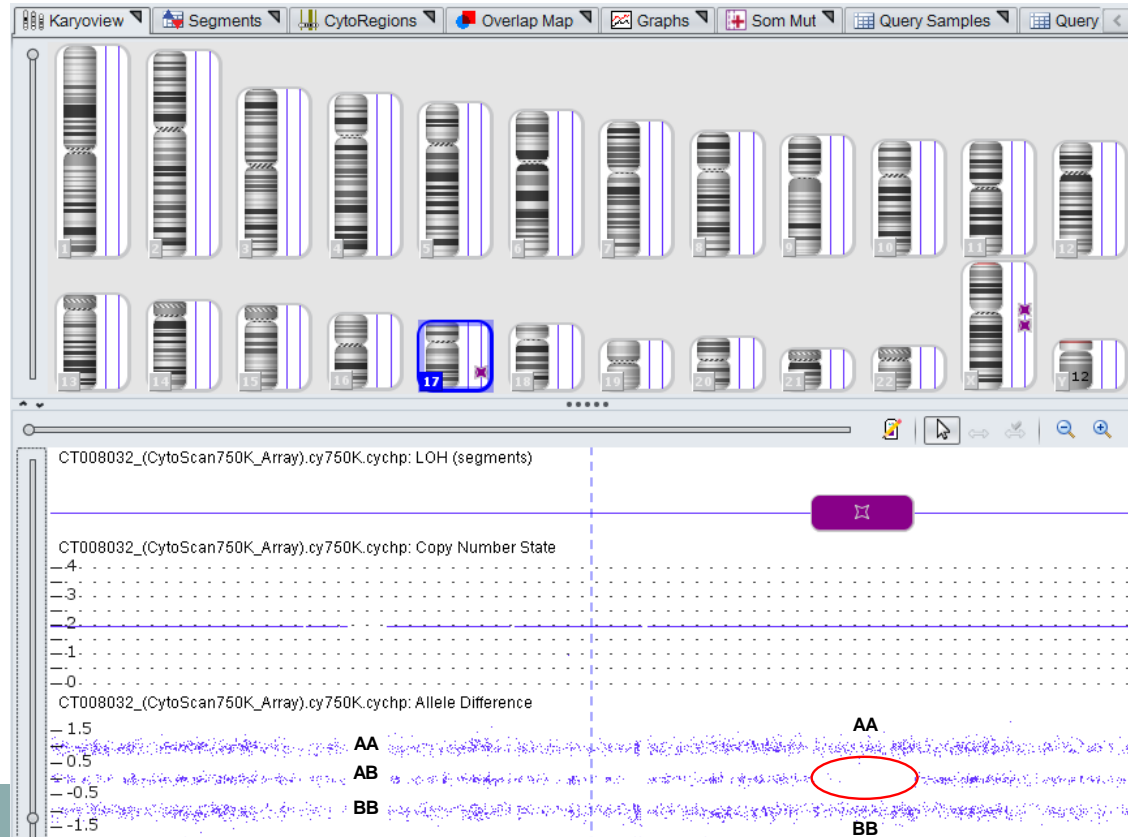 Karyoview Segments CytoRegions Overlap Map Graphs Som Mut Query Samples Query
1 2 3 4 5 6 7 8 9 10 11 12
13 14 15 16 17 18 19 20 21 22 X Y 12
CT008032_(CytoScan750K_Array).cy750K.cychp: LOH (segments)
CT008032_(CytoScan750K_Array).cy750K.cychp: Copy Number State
4
3
2
1
0
CT008032_(CytoScan750K_Array).cy750K.cychp: Allele Difference
1.5
AA AA
0.5
AB
-0.5
BB
-1.5 BB